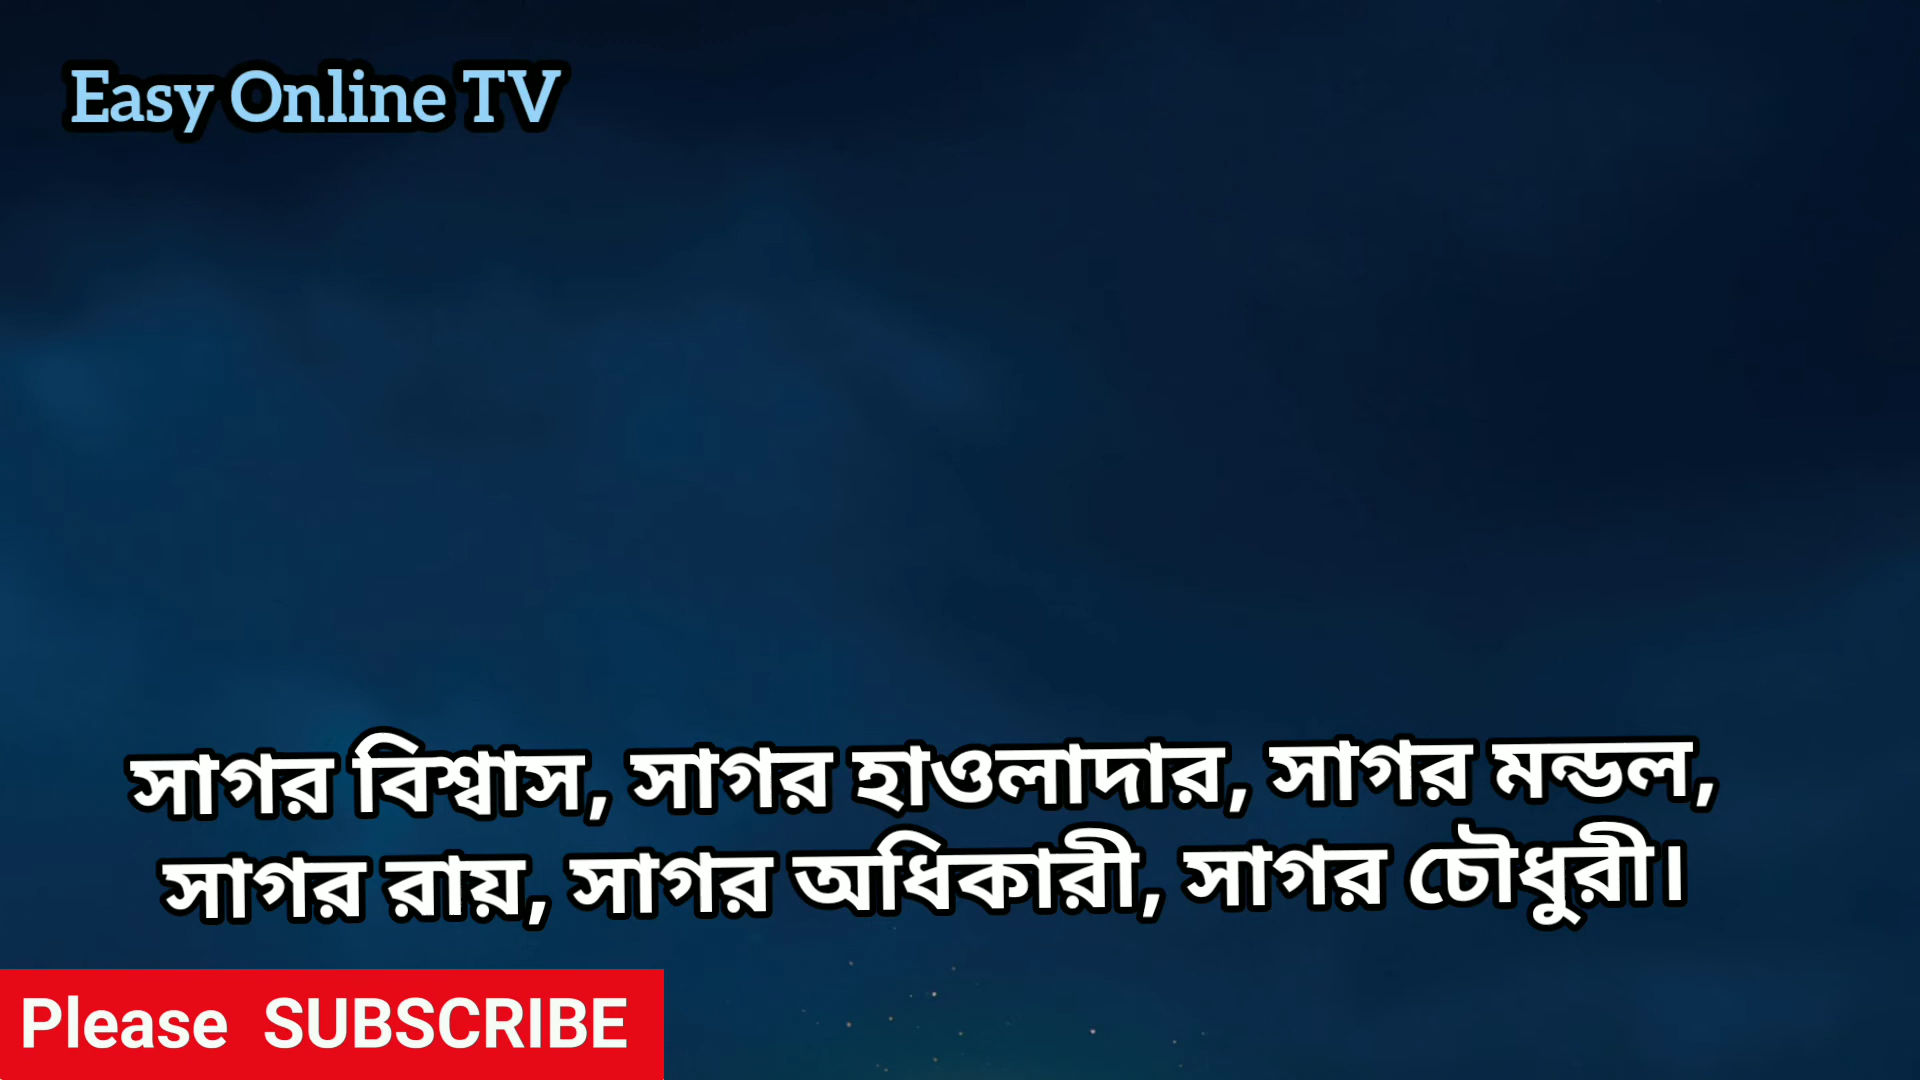 Easy Online TV
সাগর বিশ্বাস, সাগর হাওলাদার, সাগর মন্ডল,
সাগর রায়, সাগর অধিকারী, সাগর চৌধুরী।
Please SUBSCRIBE